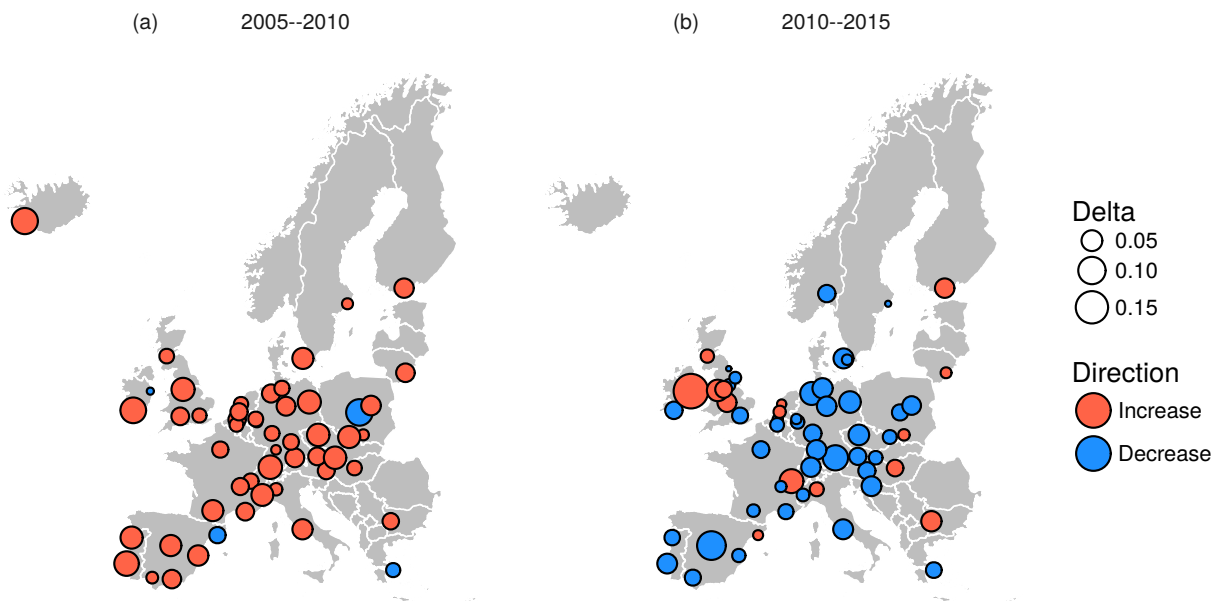 (a) 2005--2010
(b) 2010--2015
Delta
0.05
0.10
0.15
Direction
Increase
Decrease